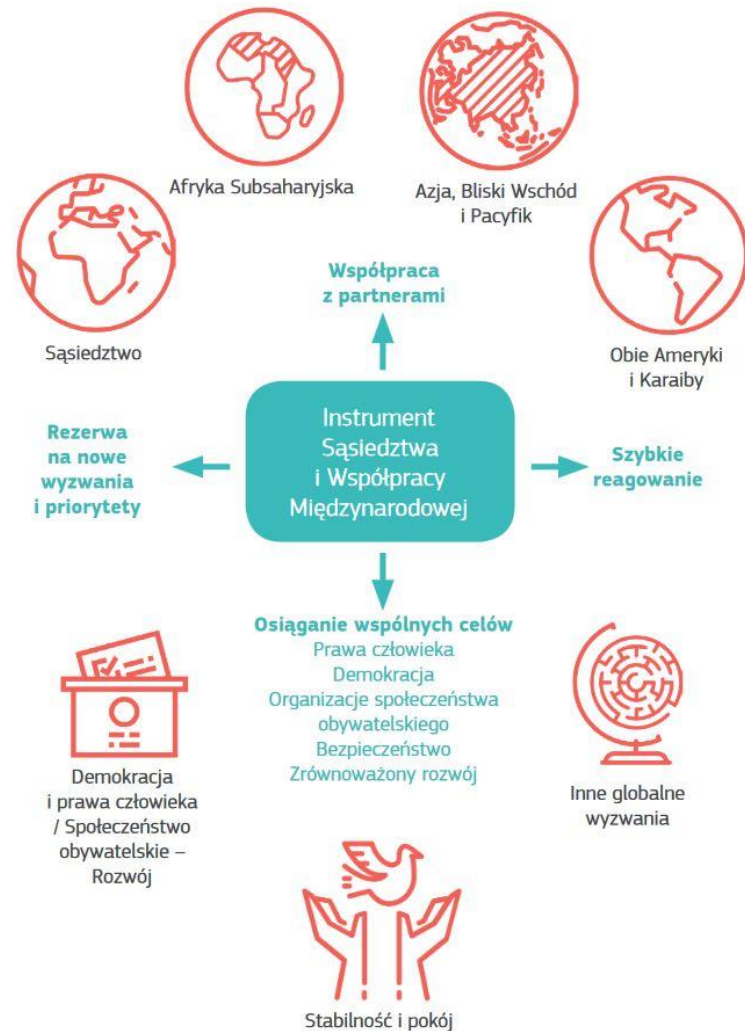 Afryka Subsaharyjska
Azja, Bliski Wschód
i Pacyfik
Współpraca
z partnerami
Sąsiedztwo
Obie Ameryki
i Karaiby
Rezerwa
na nowe
wyzwania
i priorytety
Instrument
Sąsiedztwa
i Współpracy
Międzynarodowej
Szybkie
reagowanie
Osiąganie wspólnych celów
Prawa człowieka
Demokracja
Organizacje społeczeństwa
obywatelskiego
Bezpieczeństwo
Zrównoważony rozwój
Demokracja
i prawa człowieka
/ Społeczeństwo
obywatelskie –
Rozwój
Inne globalne
wyzwania
Stabilność i pokój